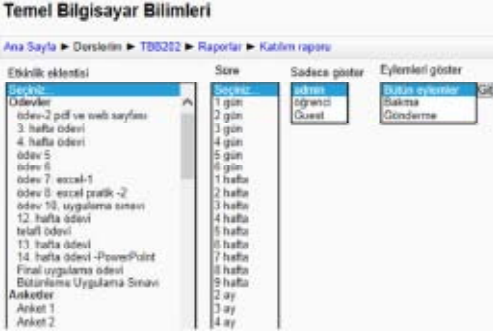 Temel Bilgisayar Bilimleri
Ana Sayfa ► Derslerim ► TBB202 ► Raporlar ► Katılım raporu
Etkinlik eklentisi
Seçiniz...
Ödevler
ödev-2 pdf ve web sayfası
3. hafta ödevi
4. hafta ödevi
ödev 5
ödev 6
ödev 7: excel-1
ödev 8: excel pratik -2
ödev 10. uygulama sınavı
12. hafta ödevi
telafi ödevi
13. hafta ödevi
14. hafta ödevi -PowerPoint
Final uygulama ödevi
Bütünleme Uygulama Sınavı
Anketler
Anket 1
Anket 2
Süre
Seçiniz...
1 gün
2 gün
3 gün
4 gün
5 gün
6 gün
1 hafta
2 hafta
3 hafta
4 hafta
5 hafta
6 hafta
7 hafta
8 hafta
9 hafta
2 ay
3 ay
4 ay
Sadece göster
admin
öğrenci
Guest
Eylemleri göster
Bütün eylemler
Bakma
Gönderme